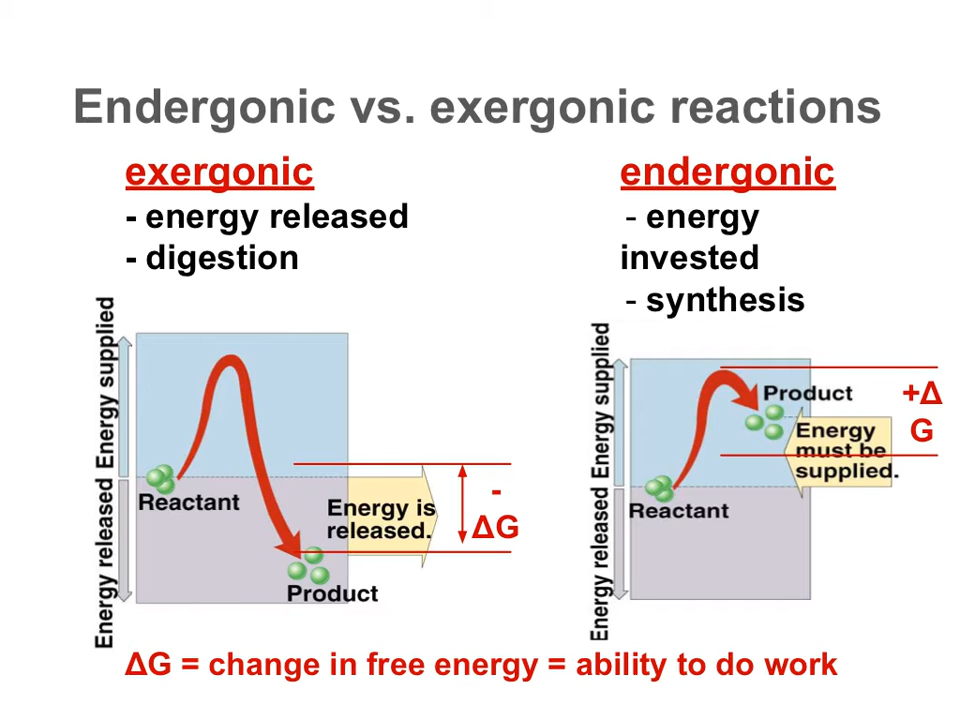 Endergonic vs. exergonic reactions
exergonic
- energy released
- digestion
endergonic
- energy
invested
- synthesis
Energy supplied
Energy released
Reactant
Energy is
released.
Product
-
ΔG
Energy supplied
Energy released
Product
Energy
must be
supplied.
Reactant
+Δ
G
ΔG = change in free energy = ability to do work